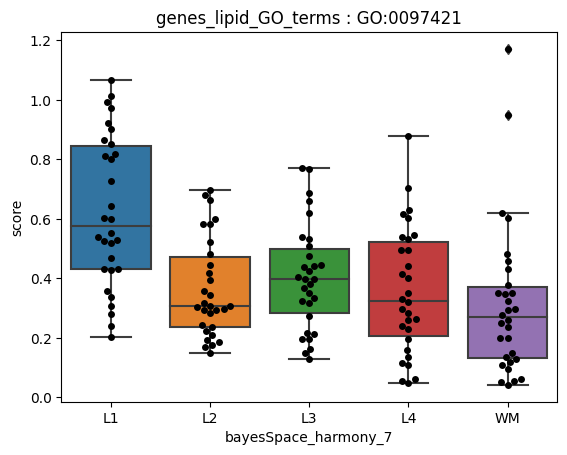 genes_lipid_GO_terms : GO:0097421
1.2
1.0
0.8
0.6
0.4
0.2
0.0
score
L1 L2 L3 L4 WM
bayesSpace_harmony_7